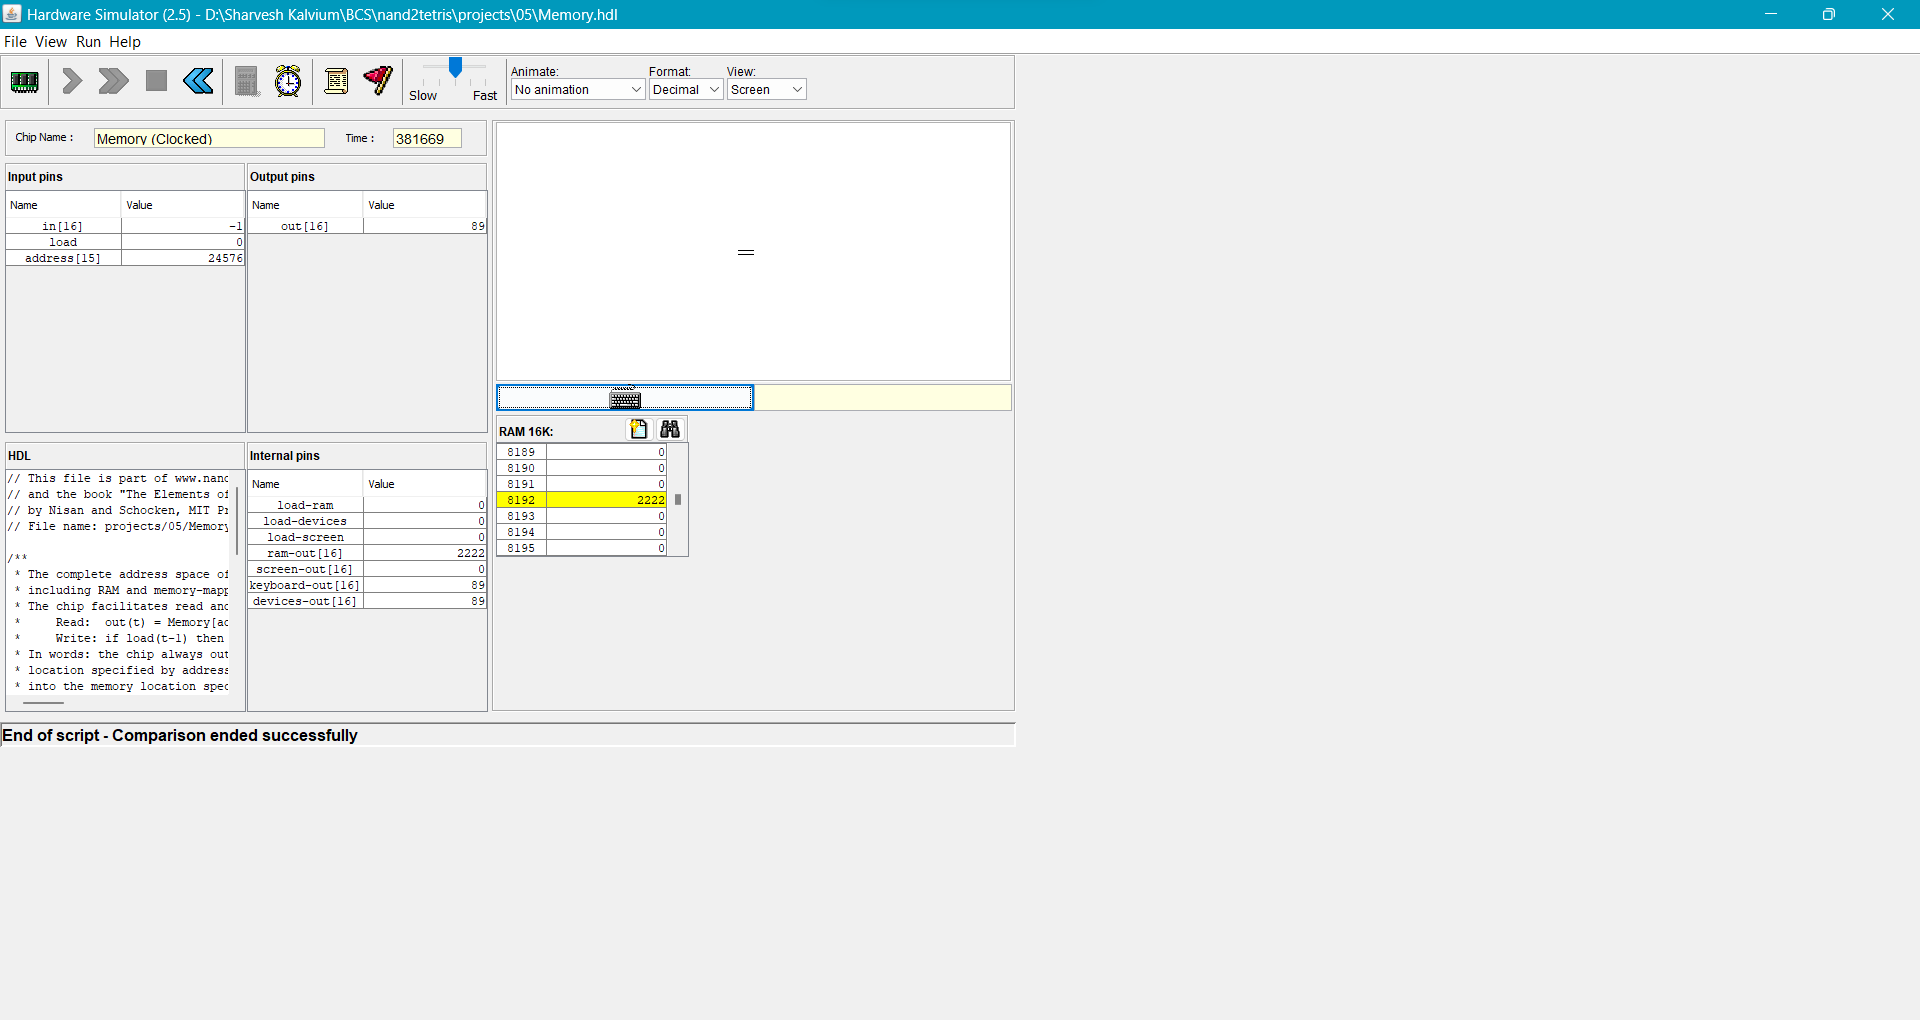 Hardware Simulator (2.5) - D:\Sharvesh Kalvium\BCS\nand2tetris\projects\05\Memory.hdl
File View Run Help
Slow Fast
Animate: Format: View:
No animation Decimal Screen
Chip Name : Memory (Clocked) Time : 381669
Input pins
Name Value
in[16] -1
load 0
address[15] 24576
Output pins
Name Value
out[16] 89
HDL
// This file is part of www.nand
// and the book "The Elements of
// by Nisan and Schocken, MIT Pr
// File name: projects/05/Memory
/**
* The complete address space of
* including RAM and memory-mapp
* The chip facilitates read and
* Read: out(t) = Memory[ad
* Write: if load(t-1) then
* In words: the chip always out
* location specified by address
* into the memory location spec
Internal pins
Name Value
load-ram 0
load-devices 0
load-screen 0
ram-out[16] 2222
screen-out[16] 0
keyboard-out[16] 89
devices-out[16] 89
RAM 16K:
8189 0
8190 0
8191 0
8192 2222
8193 0
8194 0
8195 0
End of script - Comparison ended successfully